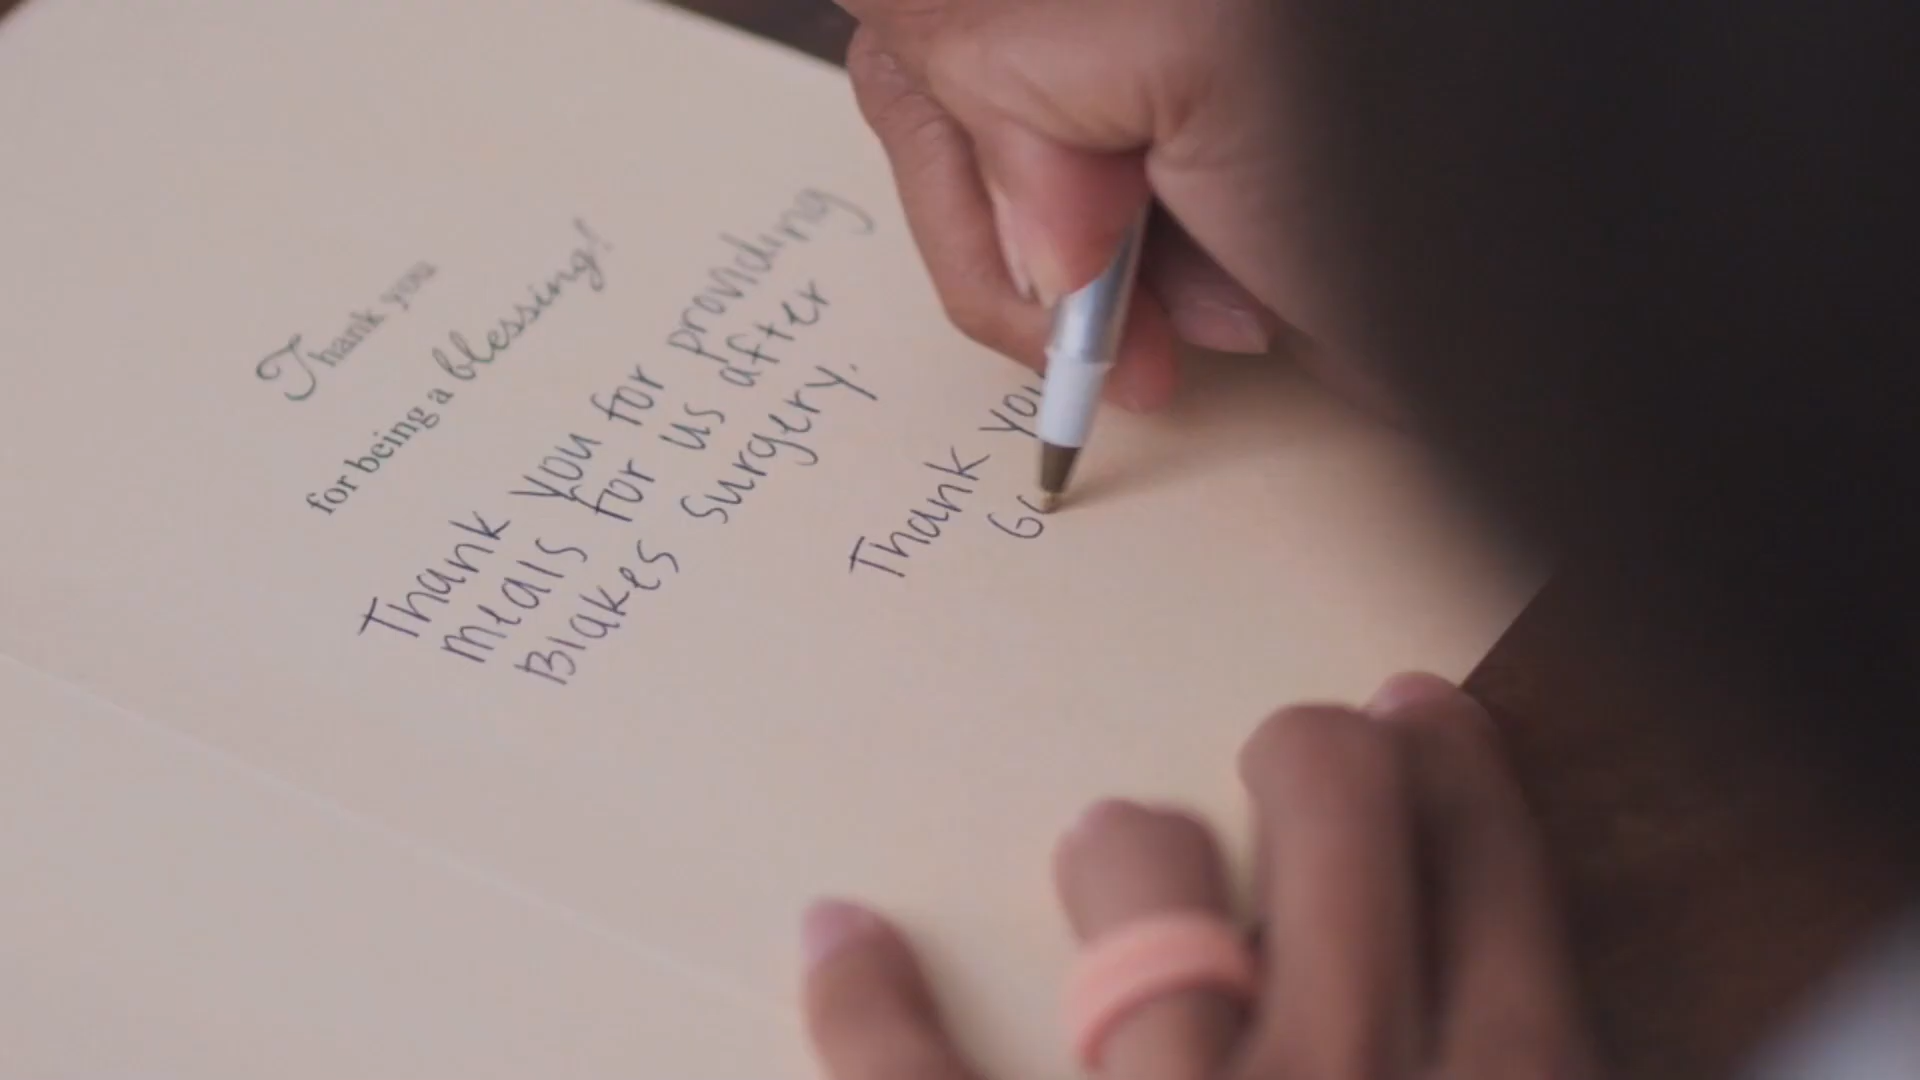 Thank you
for being a blessing!
Thank you for providing
meals for us after
Blakes surgery.
Thank you